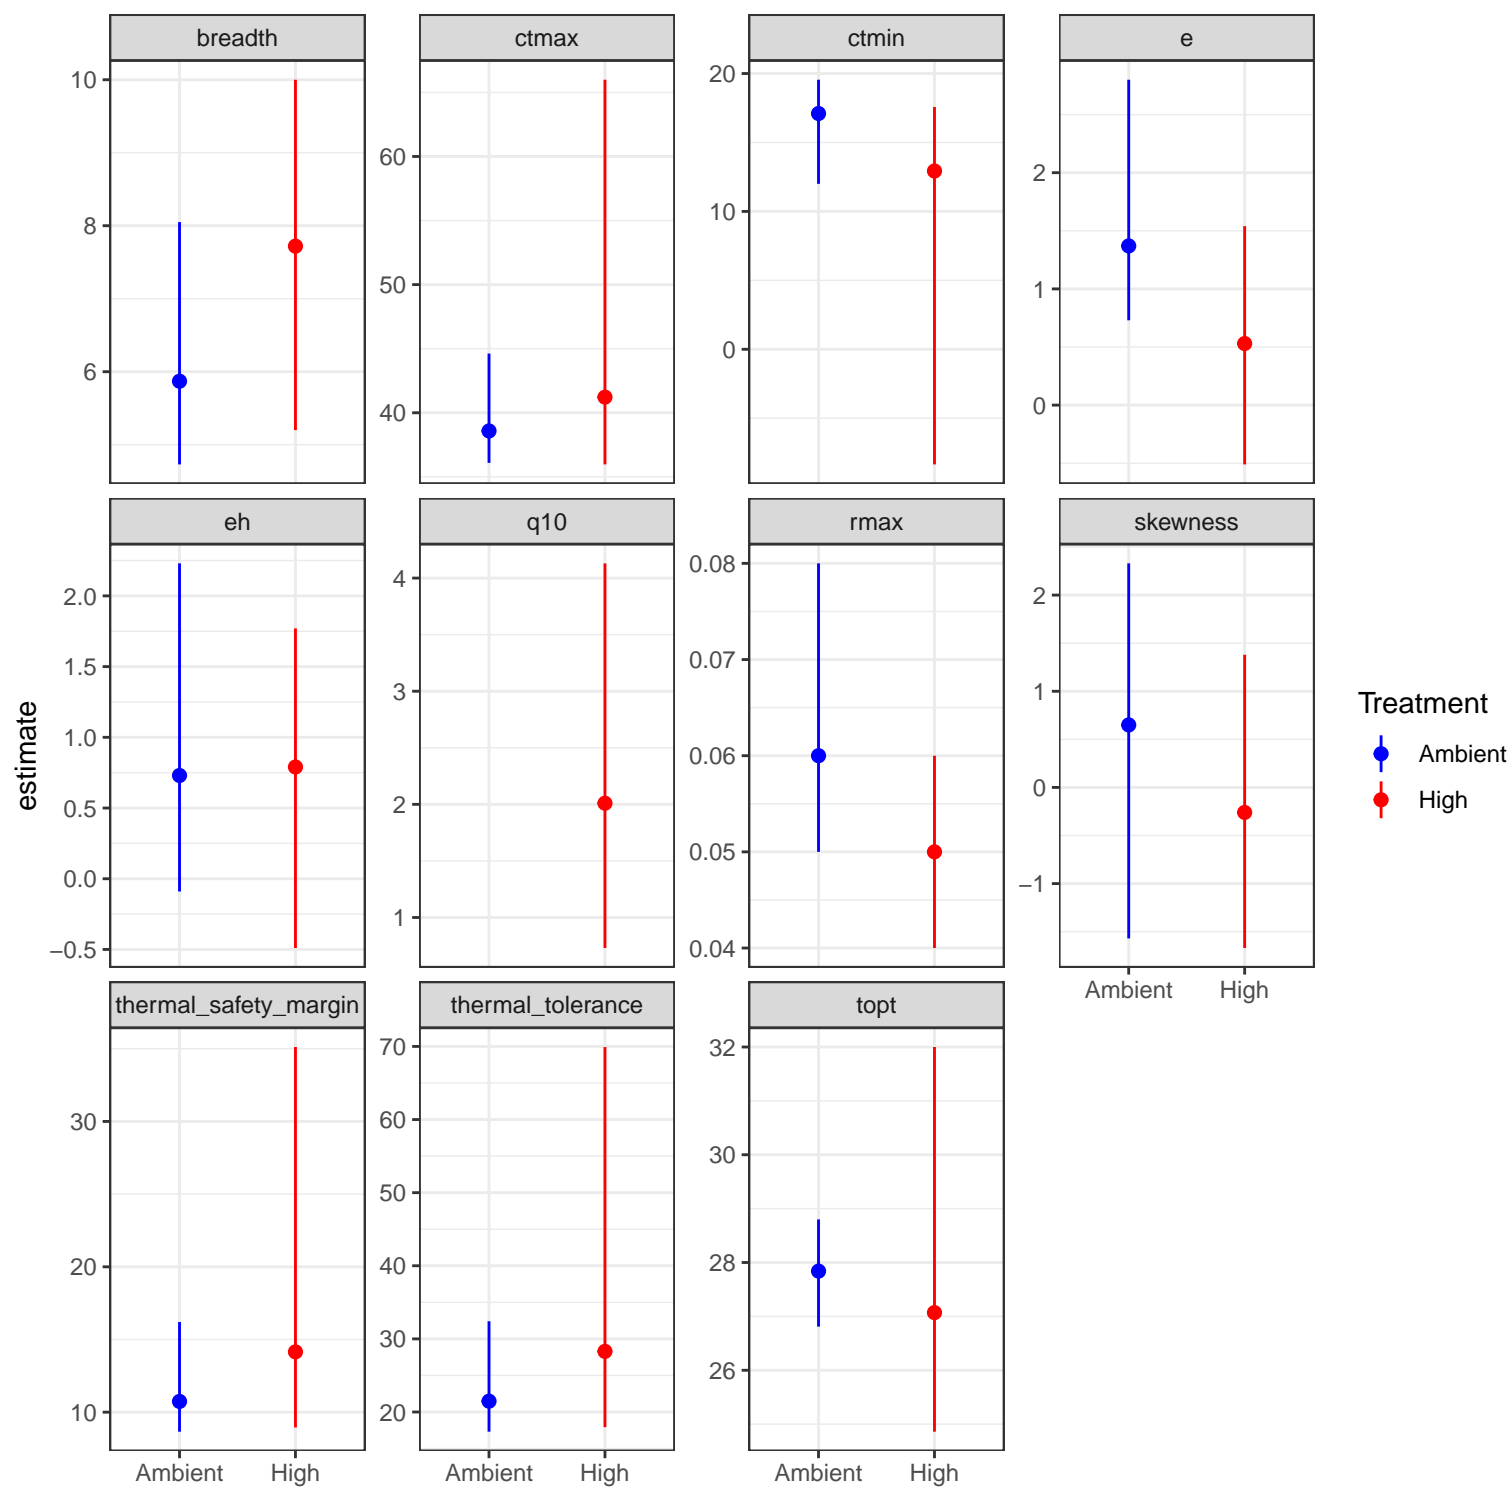 breadth
ctmax
ctmin
e
10
8
6
60
50
40
20
10
0
2
1
0
eh
q10
rmax
skewness
2.0
1.5
1.0
0.5
0.0
−0.5
4
3
2
1
0.08
0.07
0.06
0.05
0.04
2
1
0
−1
Ambient
High
estimate
Treatment
Ambient
High
thermal_safety_margin
thermal_tolerance
topt
30
20
10
70
60
50
40
30
20
32
30
28
26
Ambient
High
Ambient
High
Ambient
High